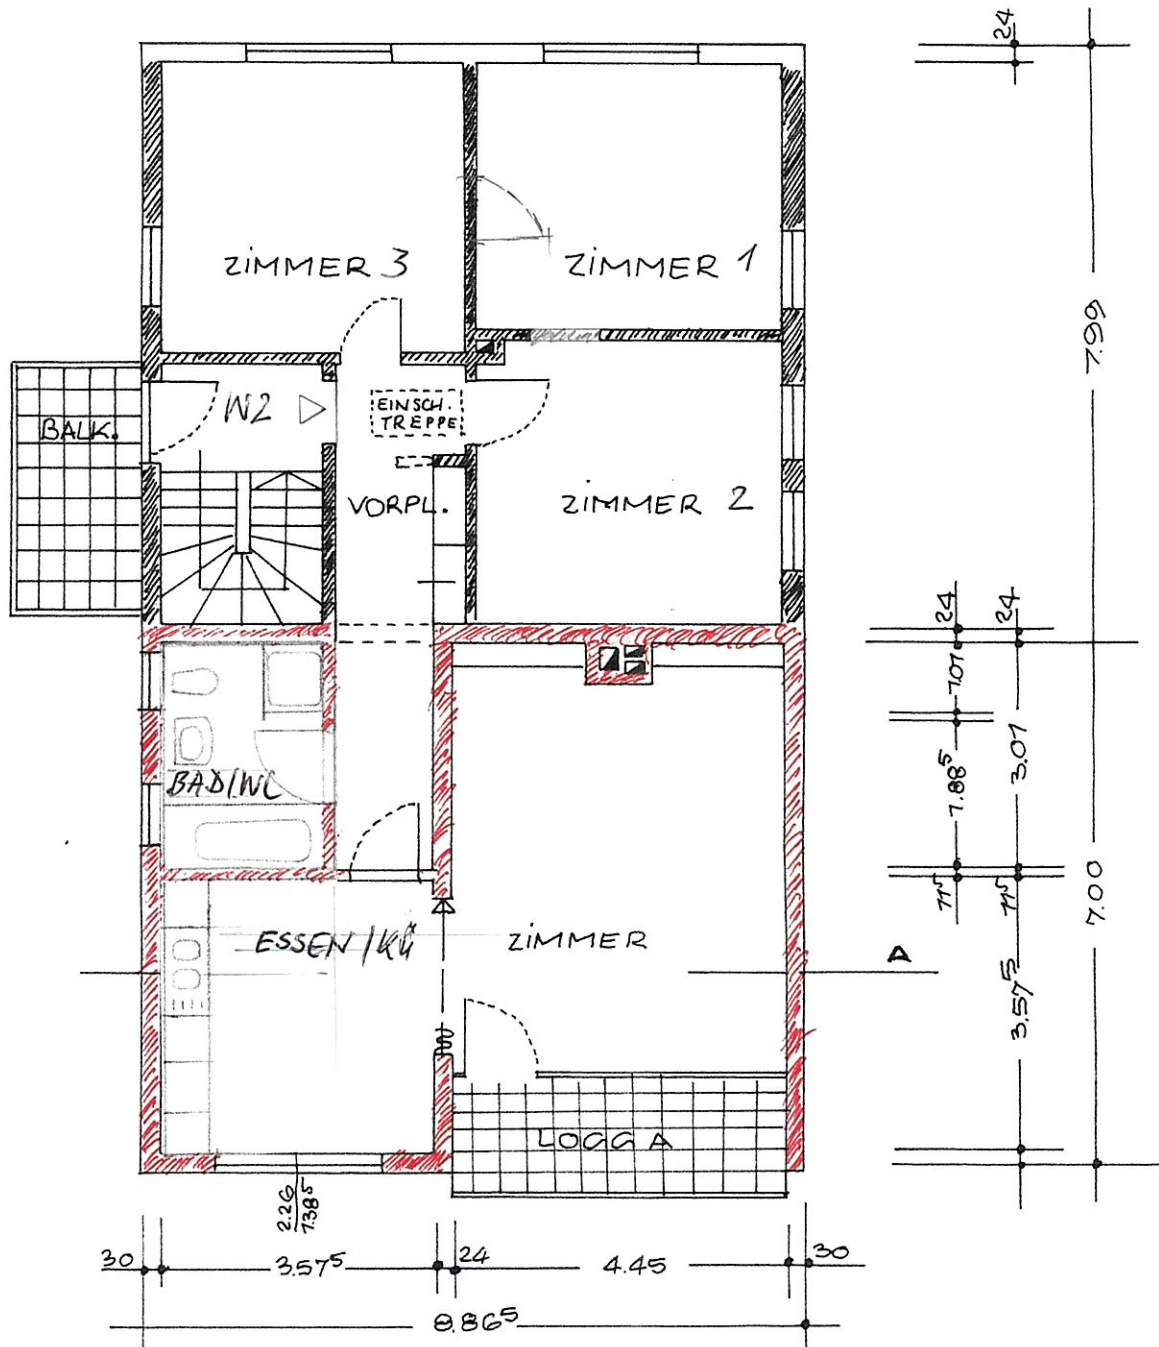 24
ZiMMER 3
ZiMMER 1
7.99
BALK.
W2
EINSCH.
TREPPE
VORPL.
ZiMMER 2
24
24
1.01
3.01
1.88⁵
BAD/WC
11⁵
11⁵
7.00
ESSEN / KÜ
ZiMMER
A
3.57⁵
LOGGA
2.26
1.38⁵
30
3.57⁵
24
4.45
30
8.86⁵